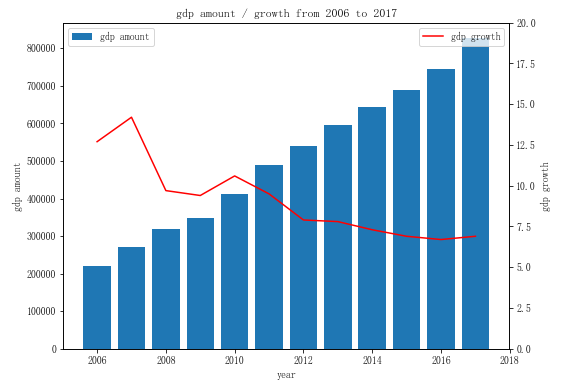 gdp amount / growth from 2006 to 2017
gdp amount
gdp growth
800000
700000
600000
500000
400000
300000
200000
100000
0
gdp amount
20.0
17.5
15.0
12.5
10.0
7.5
5.0
2.5
0.0
gdp growth
2006 2008 2010 2012 2014 2016 2018
year